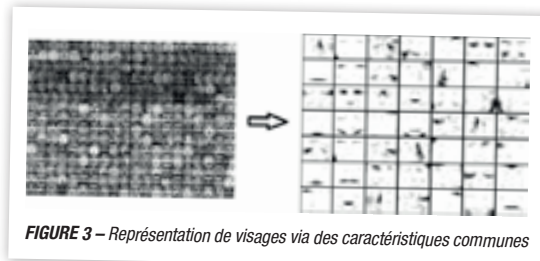 FIGURE 3 – Représentation de visages via des caractéristiques communes